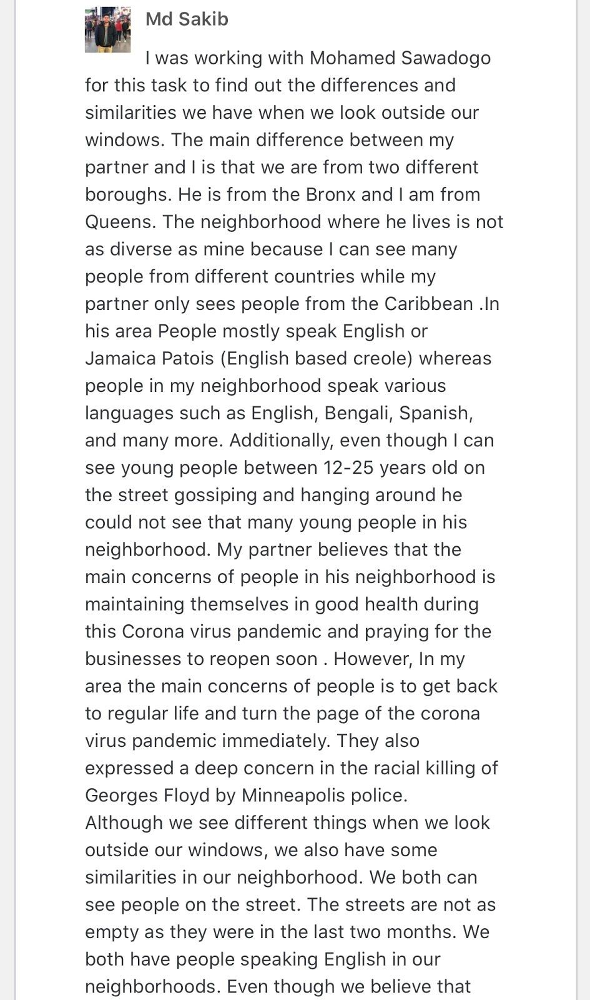 Md Sakib
I was working with Mohamed Sawadogo
for this task to find out the differences and
similarities we have when we look outside our
windows. The main difference between my
partner and I is that we are from two different
boroughs. He is from the Bronx and I am from
Queens. The neighborhood where he lives is not
as diverse as mine because I can see many
people from different countries while my
partner only sees people from the Caribbean .In
his area People mostly speak English or
Jamaica Patois (English based creole) whereas
people in my neighborhood speak various
languages such as English, Bengali, Spanish,
and many more. Additionally, even though I can
see young people between 12-25 years old on
the street gossiping and hanging around he
could not see that many young people in his
neighborhood. My partner believes that the
main concerns of people in his neighborhood is
maintaining themselves in good health during
this Corona virus pandemic and praying for the
businesses to reopen soon . However, In my
area the main concerns of people is to get back
to regular life and turn the page of the corona
virus pandemic immediately. They also
expressed a deep concern in the racial killing of
Georges Floyd by Minneapolis police.
Although we see different things when we look
outside our windows, we also have some
similarities in our neighborhood. We both can
see people on the street. The streets are not as
empty as they were in the last two months. We
both have people speaking English in our
neighborhoods. Even though we believe that